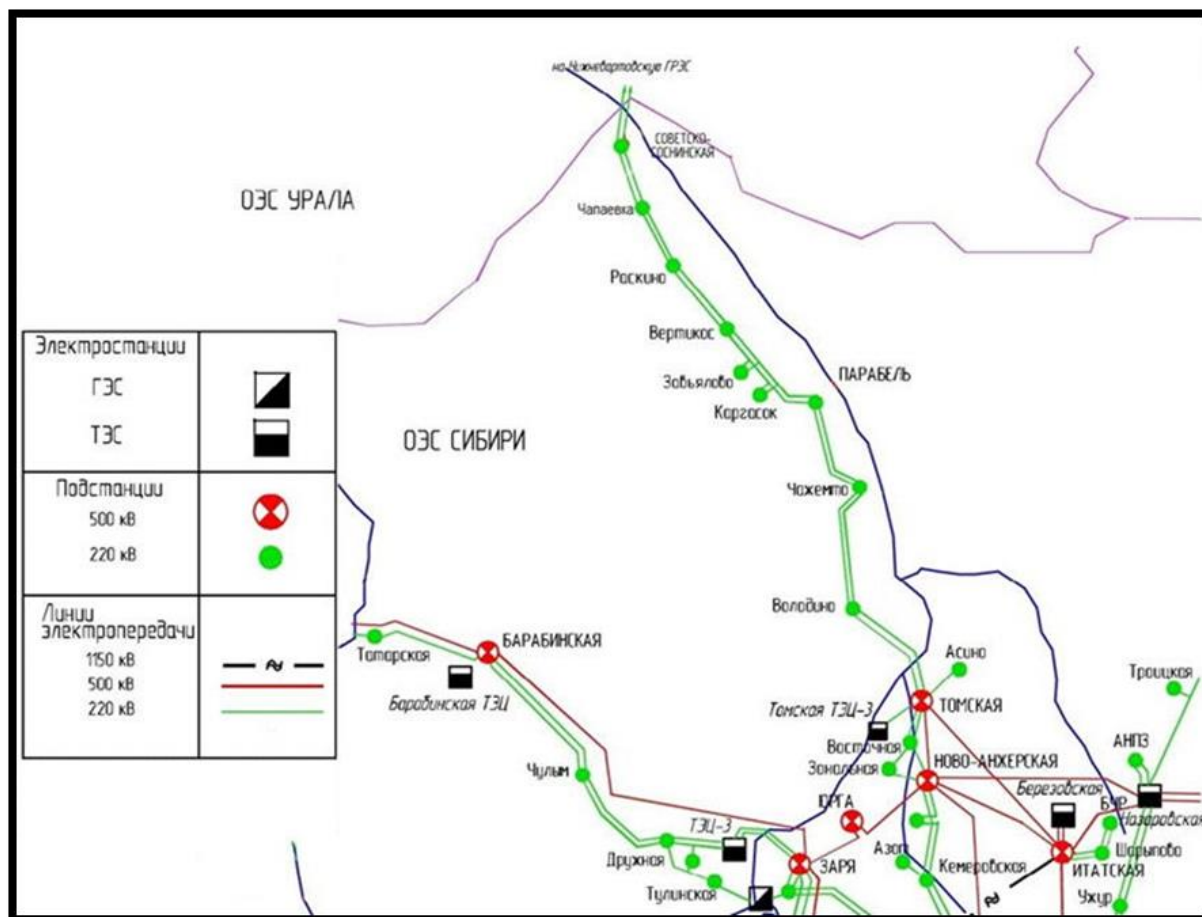 на Нижневартовскую ГРЭС
СОВЕТСКО-
СОСНИНСКАЯ
ОЭС УРАЛА
Чапаевка
Раскино
Вертикос
Завьялово
Каргасок
ПАРАБЕЛЬ
ОЭС СИБИРИ
Чажемто
Володино
Электростанции
ГЭС
ТЭС
Подстанции
500 кВ
220 кВ
Линии
электропередачи
1150 кВ
500 кВ
220 кВ
Татарская
БАРАБИНСКАЯ
Барабинская ТЭЦ
Чулым
Асино
Троицкая
Томская ТЭЦ-3
ТОМСКАЯ
Восточная
Зональная
НОВО-АНЖЕРСКАЯ
АНПЗ
Березовская
ЮРГА
БУР
Назаровская
ТЭЦ-3
Дружная
ЗАРЯ
Азот
Шарыпово
Тулинская
Кемеровская
ИТАТСКАЯ
Ужур